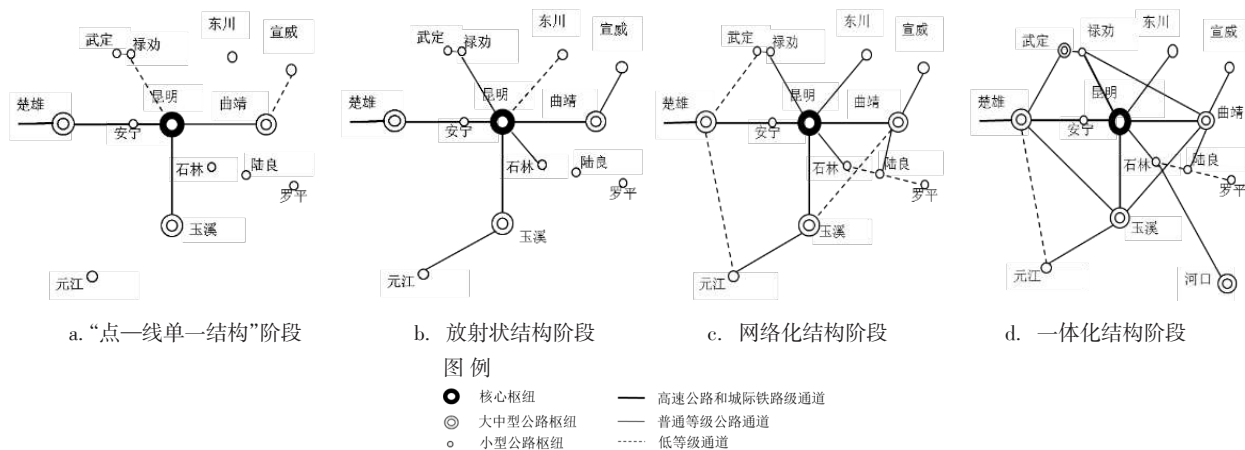 东川
宣威
武定
禄劝
楚雄
昆明
曲靖
安宁
石林
陆良
罗平
玉溪
元江
a.“点—线单一结构”阶段
东川
宣威
武定
禄劝
楚雄
昆明
曲靖
安宁
石林
陆良
罗平
玉溪
元江
b. 放射状结构阶段
东川
宣威
武定
禄劝
楚雄
昆明
曲靖
安宁
石林
陆良
罗平
玉溪
元江
c. 网络化结构阶段
东川
宣威
武定
禄劝
楚雄
昆明
曲靖
安宁
石林
陆良
罗平
玉溪
元江
河口
d. 一体化结构阶段
图 例
核心枢纽
高速公路和城际铁路级通道
大中型公路枢纽
普通等级公路通道
小型公路枢纽
低等级通道